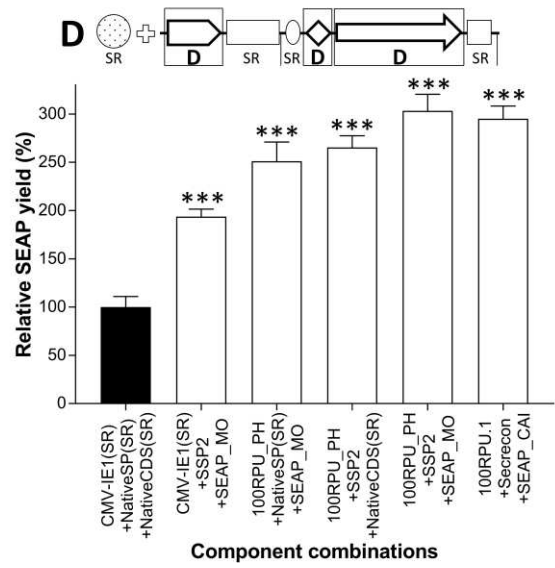 D
SR D SR SR D D SR
Relative SEAP yield (%)
300
250
200
150
100
50
0
***
***
***
***
***
CMV-IE1(SR)
+NativeSP(SR)
+NativeCDS(SR)
CMV-IE1(SR)
+SSP2
+SEAP_MO
100RPU_PH
+NativeSP(SR)
+SEAP_MO
100RPU_PH
+SSP2
+NativeCDS(SR)
100RPU_PH
+SSP2
+SEAP_MO
100RPU.1
+Secrecon
+SEAP_CAI
Component combinations